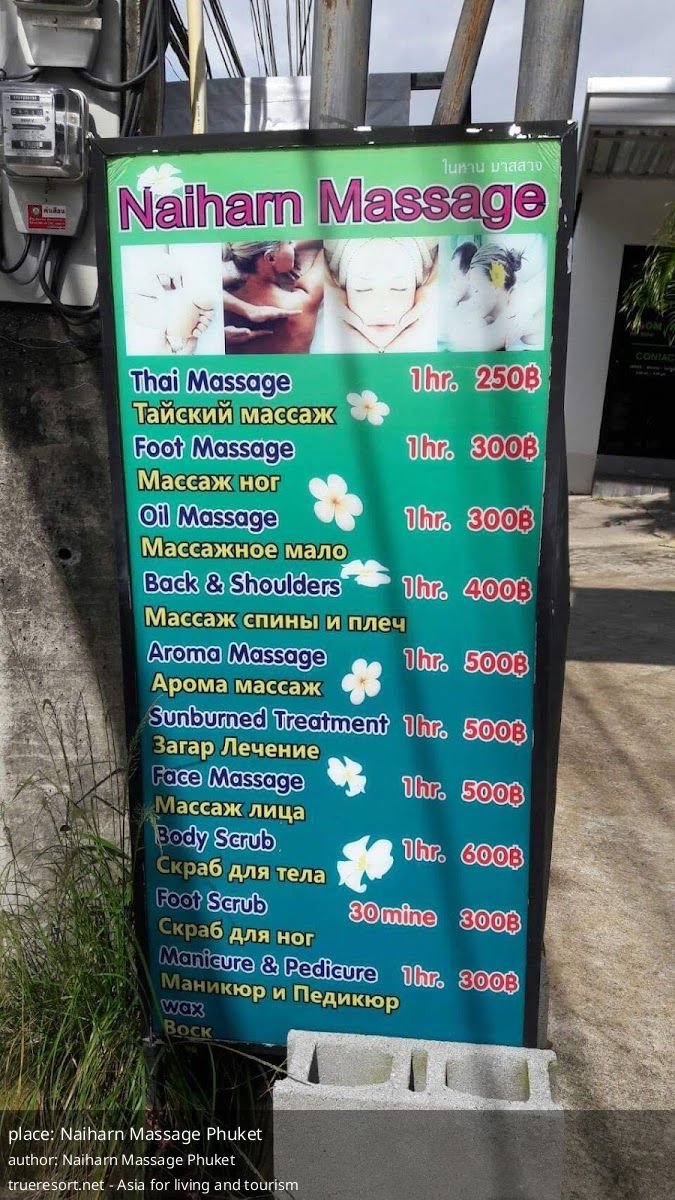 ในหาน มาสสาจ
Naiharn Massage
Thai Massage 1hr. 250฿
Тайский массаж
Foot Massage 1hr. 300฿
Массаж ног
Oil Massage 1hr. 300฿
Массажное мало
Back & Shoulders 1hr. 400฿
Массаж спины и плеч
Aroma Massage 1hr. 500฿
Арома массаж
Sunburned Treatment 1hr. 500฿
Загар Лечение
Face Massage 1hr. 500฿
Массаж лица
Body Scrub 1hr. 600฿
Скраб для тела
Foot Scrub 30mine 300฿
Скраб для ног
Manicure & Pedicure 1hr. 300฿
Маникюр и Педикюр
wax
Воск
CONTAC
place: Naiharn Massage Phuket
author: Naiharn Massage Phuket
trueresort.net - Asia for living and tourism